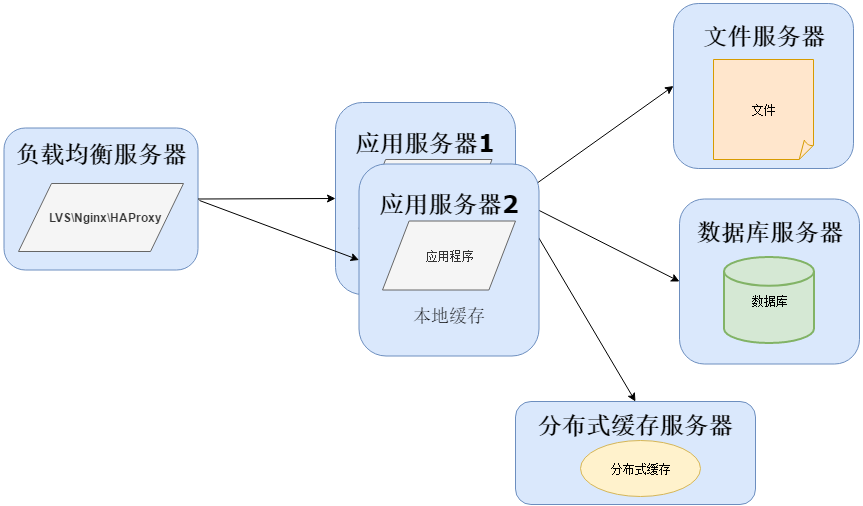 负载均衡服务器
LVS\Nginx\HAProxy
应用服务器1
应用服务器2
应用程序
本地缓存
文件服务器
文件
数据库服务器
数据库
分布式缓存服务器
分布式缓存